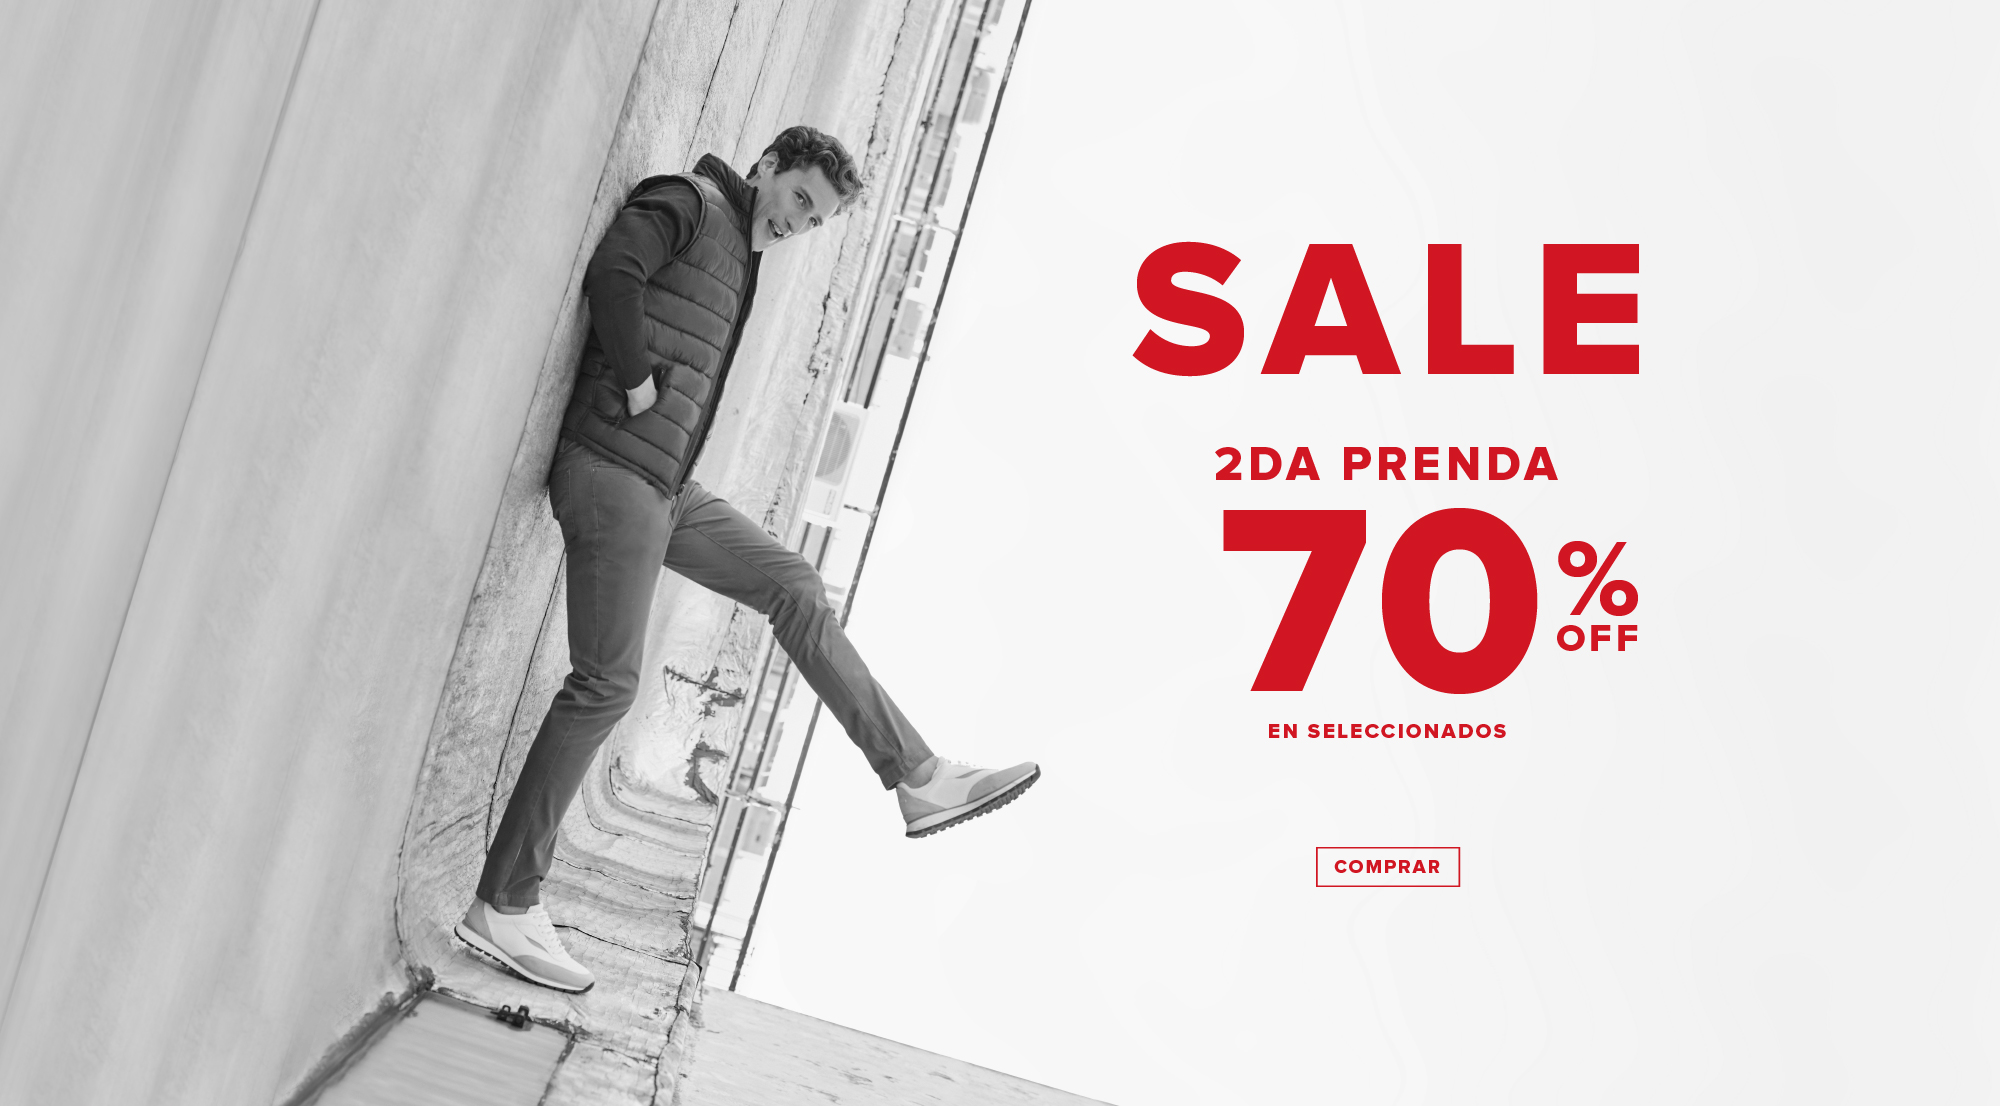 SALE
2DA PRENDA
70%
OFF
EN SELECCIONADOS
COMPRAR